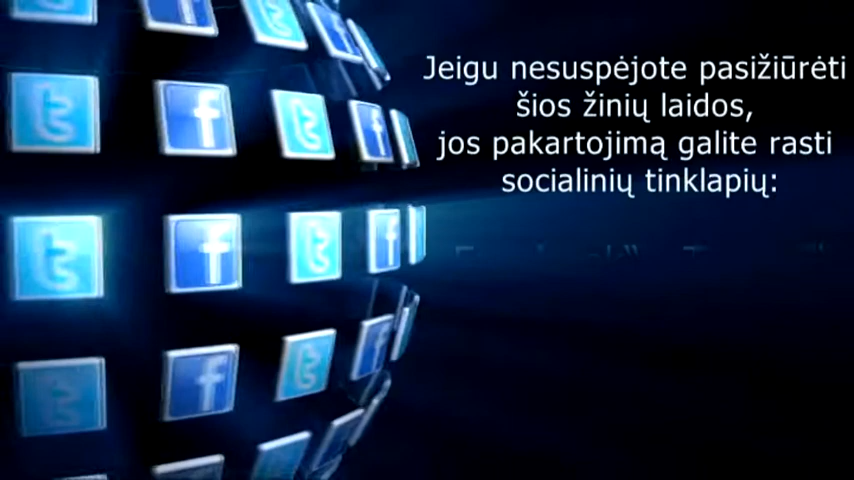 Jeigu nesuspėjote pasižiūrėti
šios žinių laidos,
jos pakartojimą galite rasti
socialinių tinklapių: